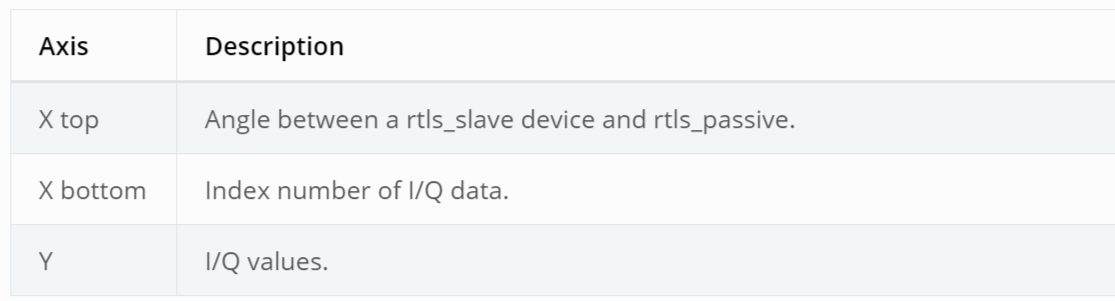 Axis Description
X top Angle between a rtls_slave device and rtls_passive.
X bottom Index number of I/Q data.
Y I/Q values.